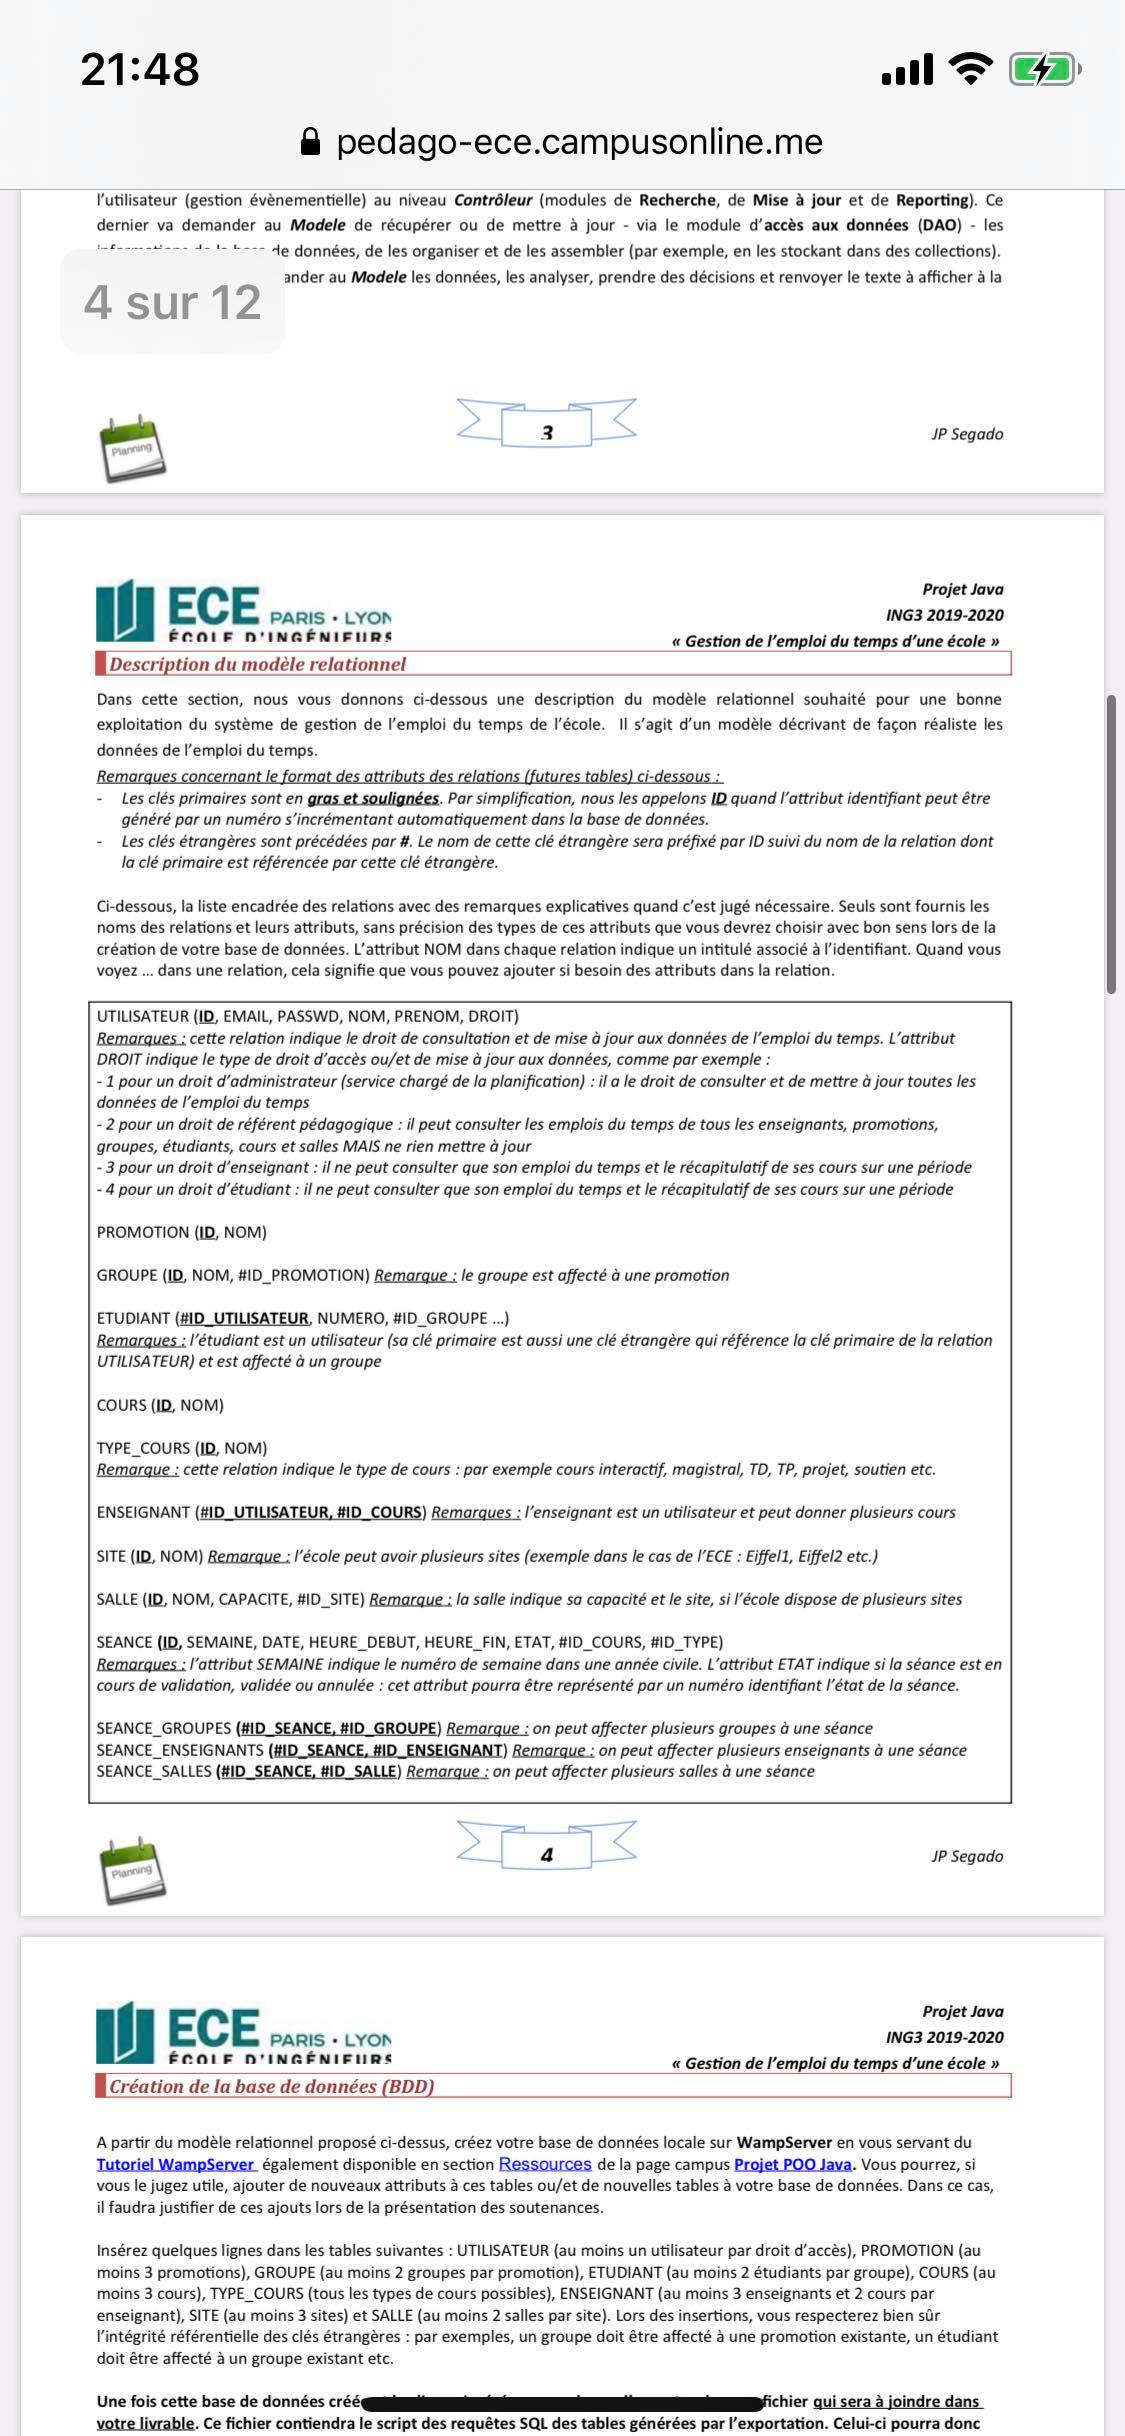 21:48
pedago-ece.campusonline.me
l’utilisateur (gestion évènementielle) au niveau Contrôleur (modules de Recherche, de Mise à jour et de Reporting). Ce
dernier va demander au Modele de récupérer ou de mettre à jour - via le module d’accès aux données (DAO) - les
de données, de les organiser et de les assembler (par exemple, en les stockant dans des collections).
4 sur 12
ander au Modele les données, les analyser, prendre des décisions et renvoyer le texte à afficher à la
Planning
3
JP Segado
ECE PARIS • LYON
ÉCOLE D'INGÉNIEURS
Projet Java
ING3 2019-2020
« Gestion de l’emploi du temps d’une école »
Description du modèle relationnel
Dans cette section, nous vous donnons ci-dessous une description du modèle relationnel souhaité pour une bonne
exploitation du système de gestion de l’emploi du temps de l’école. Il s’agit d’un modèle décrivant de façon réaliste les
données de l’emploi du temps.
Remarques concernant le format des attributs des relations (futures tables) ci-dessous :
- Les clés primaires sont en gras et soulignées. Par simplification, nous les appelons ID quand l’attribut identifiant peut être
généré par un numéro s’incrémentant automatiquement dans la base de données.
- Les clés étrangères sont précédées par #. Le nom de cette clé étrangère sera préfixé par ID suivi du nom de la relation dont
la clé primaire est référencée par cette clé étrangère.
Ci-dessous, la liste encadrée des relations avec des remarques explicatives quand c’est jugé nécessaire. Seuls sont fournis les
noms des relations et leurs attributs, sans précision des types de ces attributs que vous devrez choisir avec bon sens lors de la
création de votre base de données. L’attribut NOM dans chaque relation indique un intitulé associé à l’identifiant. Quand vous
voyez ... dans une relation, cela signifie que vous pouvez ajouter si besoin des attributs dans la relation.
UTILISATEUR (ID, EMAIL, PASSWD, NOM, PRENOM, DROIT)
Remarques : cette relation indique le droit de consultation et de mise à jour aux données de l’emploi du temps. L’attribut
DROIT indique le type de droit d’accès ou/et de mise à jour aux données, comme par exemple :
- 1 pour un droit d’administrateur (service chargé de la planification) : il a le droit de consulter et de mettre à jour toutes les
données de l’emploi du temps
- 2 pour un droit de référent pédagogique : il peut consulter les emplois du temps de tous les enseignants, promotions,
groupes, étudiants, cours et salles MAIS ne rien mettre à jour
- 3 pour un droit d’enseignant : il ne peut consulter que son emploi du temps et le récapitulatif de ses cours sur une période
- 4 pour un droit d’étudiant : il ne peut consulter que son emploi du temps et le récapitulatif de ses cours sur une période
PROMOTION (ID, NOM)
GROUPE (ID, NOM, #ID_PROMOTION) Remarque : le groupe est affecté à une promotion
ETUDIANT (#ID_UTILISATEUR, NUMERO, #ID_GROUPE ...)
Remarques : l’étudiant est un utilisateur (sa clé primaire est aussi une clé étrangère qui référence la clé primaire de la relation
UTILISATEUR) et est affecté à un groupe
COURS (ID, NOM)
TYPE_COURS (ID, NOM)
Remarque : cette relation indique le type de cours : par exemple cours interactif, magistral, TD, TP, projet, soutien etc.
ENSEIGNANT (#ID_UTILISATEUR, #ID_COURS) Remarques : l’enseignant est un utilisateur et peut donner plusieurs cours
SITE (ID, NOM) Remarque : l’école peut avoir plusieurs sites (exemple dans le cas de l’ECE : Eiffel1, Eiffel2 etc.)
SALLE (ID, NOM, CAPACITE, #ID_SITE) Remarque : la salle indique sa capacité et le site, si l’école dispose de plusieurs sites
SEANCE (ID, SEMAINE, DATE, HEURE_DEBUT, HEURE_FIN, ETAT, #ID_COURS, #ID_TYPE)
Remarques : l’attribut SEMAINE indique le numéro de semaine dans une année civile. L’attribut ETAT indique si la séance est en
cours de validation, validée ou annulée : cet attribut pourra être représenté par un numéro identifiant l’état de la séance.
SEANCE_GROUPES (#ID_SEANCE, #ID_GROUPE) Remarque : on peut affecter plusieurs groupes à une séance
SEANCE_ENSEIGNANTS (#ID_SEANCE, #ID_ENSEIGNANT) Remarque : on peut affecter plusieurs enseignants à une séance
SEANCE_SALLES (#ID_SEANCE, #ID_SALLE) Remarque : on peut affecter plusieurs salles à une séance
Planning
4
JP Segado
ECE PARIS • LYON
ÉCOLE D'INGÉNIEURS
Projet Java
ING3 2019-2020
« Gestion de l’emploi du temps d’une école »
Création de la base de données (BDD)
A partir du modèle relationnel proposé ci-dessus, créez votre base de données locale sur WampServer en vous servant du
Tutoriel WampServer également disponible en section Ressources de la page campus Projet POO Java. Vous pourrez, si
vous le jugez utile, ajouter de nouveaux attributs à ces tables ou/et de nouvelles tables à votre base de données. Dans ce cas,
il faudra justifier de ces ajouts lors de la présentation des soutenances.
Insérez quelques lignes dans les tables suivantes : UTILISATEUR (au moins un utilisateur par droit d’accès), PROMOTION (au
moins 3 promotions), GROUPE (au moins 2 groupes par promotion), ETUDIANT (au moins 2 étudiants par groupe), COURS (au
moins 3 cours), TYPE_COURS (tous les types de cours possibles), ENSEIGNANT (au moins 3 enseignants et 2 cours par
enseignant), SITE (au moins 3 sites) et SALLE (au moins 2 salles par site). Lors des insertions, vous respecterez bien sûr
l’intégrité référentielle des clés étrangères : par exemples, un groupe doit être affecté à une promotion existante, un étudiant
doit être affecté à un groupe existant etc.
Une fois cette base de données créée fichier qui sera à joindre dans
votre livrable. Ce fichier contiendra le script des requêtes SQL des tables générées par l’exportation. Celui-ci pourra donc